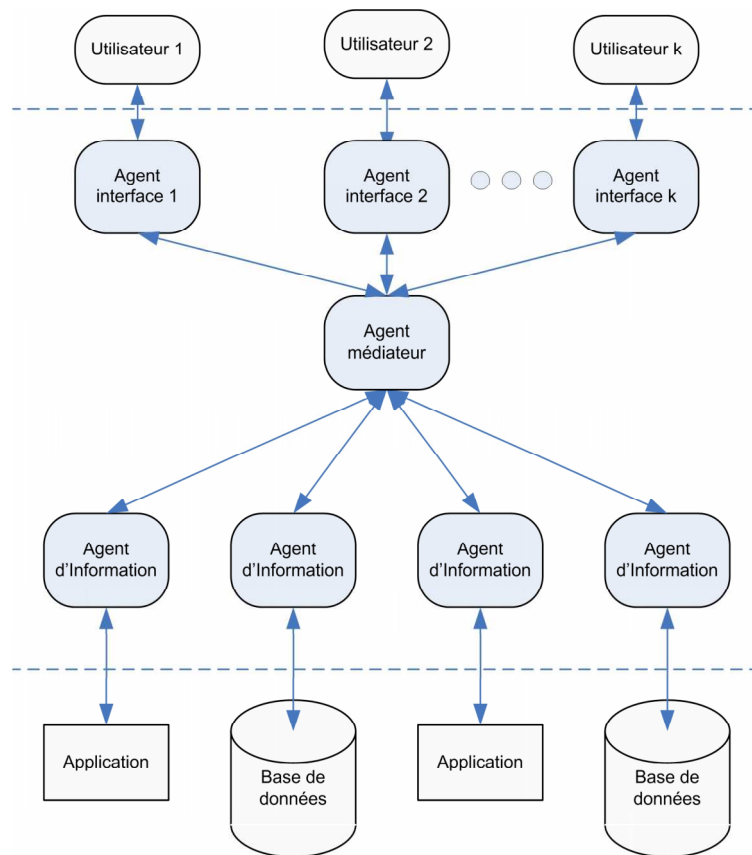 Utilisateur 1
Utilisateur 2
Utilisateur k
Agent
interface 1
Agent
interface 2
Agent
interface k
Agent
médiateur
Agent
d'Information
Agent
d'Information
Agent
d'Information
Agent
d'Information
Application
Base de
données
Application
Base de
données